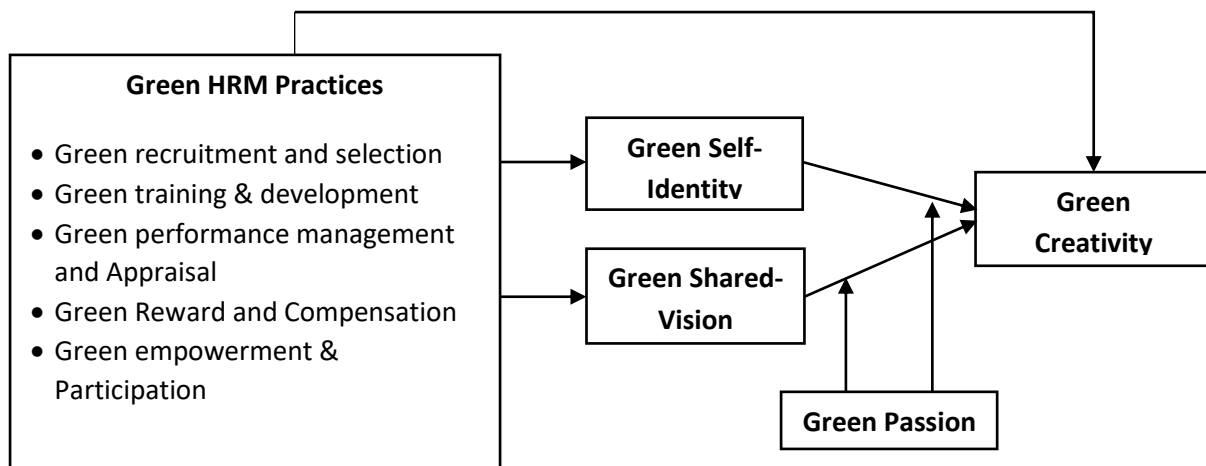 Green HRM Practices
• Green recruitment and selection
• Green training & development
• Green performance management
and Appraisal
• Green Reward and Compensation
• Green empowerment &
Participation
Green Self-
Identity
Green Shared-
Vision
Green Passion
Green
Creativity